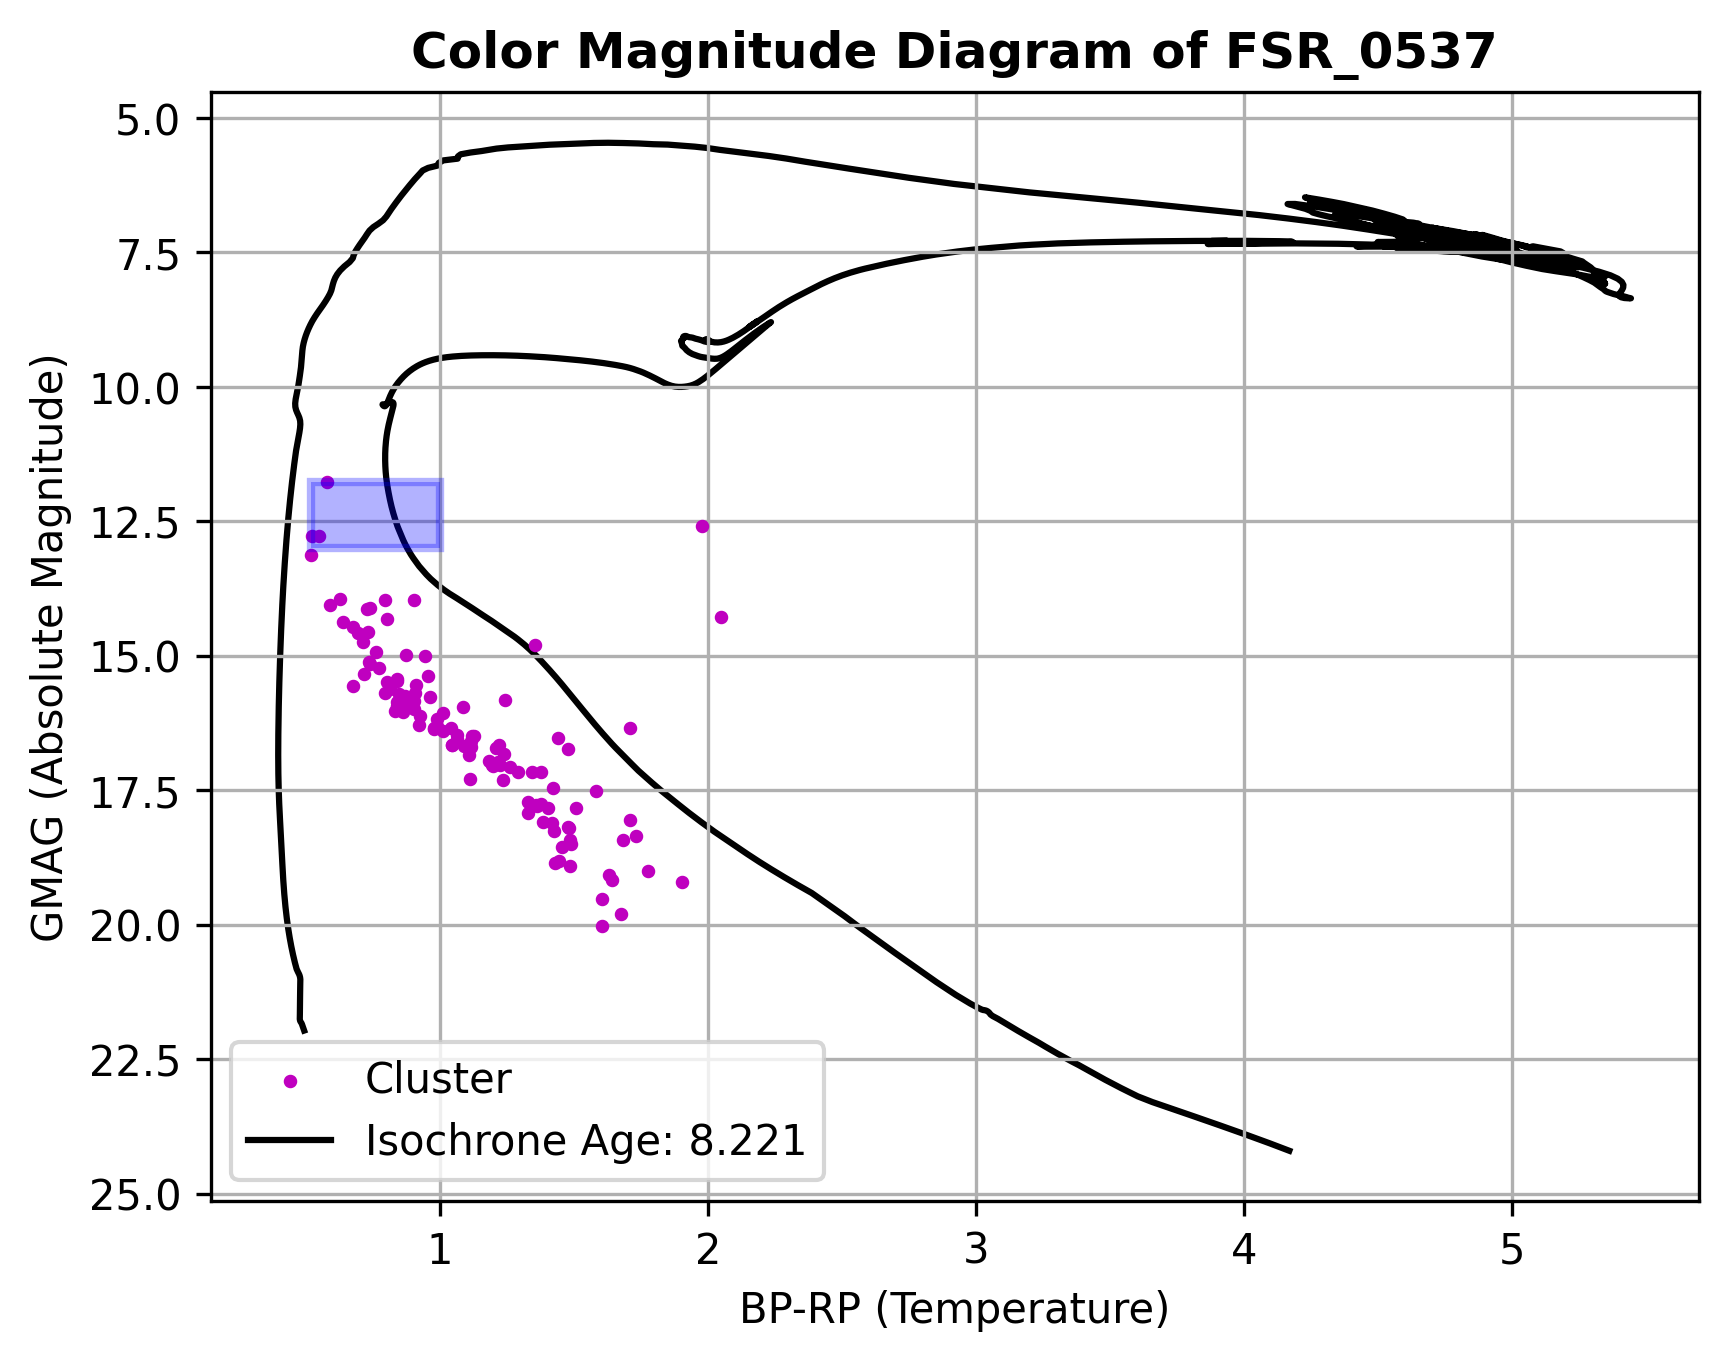 Color Magnitude Diagram of FSR_0537
GMAG (Absolute Magnitude)
5.0
7.5
10.0
12.5
15.0
17.5
20.0
22.5
25.0
Cluster
Isochrone Age: 8.221
1 2 3 4 5
BP-RP (Temperature)